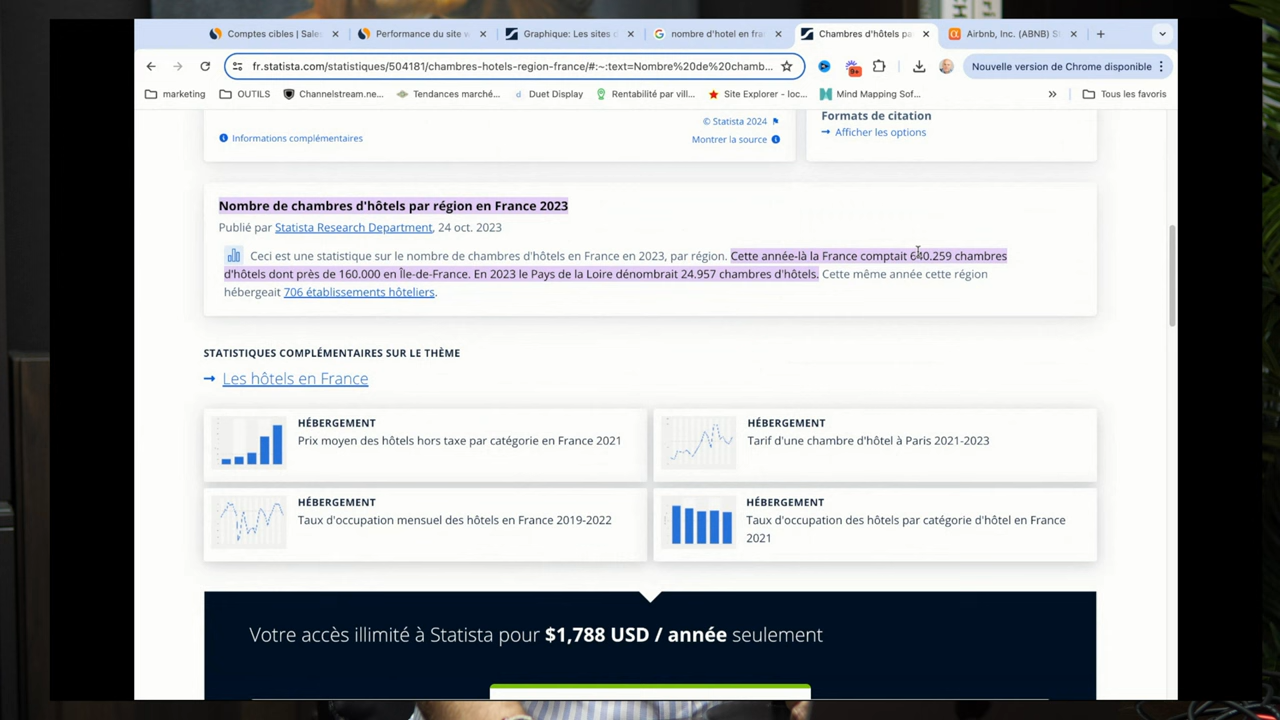 Comptes cibles | Sales
Performance du site w
Graphique: Les sites d
nombre d'hotel en fra
Chambres d'hôtels pa
Airbnb, Inc. (ABNB) S
fr.statista.com/statistiques/504181/chambres-hotels-region-france/#:~:text=Nombre%20de%20chamb...
9+
Nouvelle version de Chrome disponible
marketing
OUTILS
Channelstream.ne...
Tendances marché...
Duet Display
Rentabilité par vill...
Site Explorer - loc...
Mind Mapping Sof...
»
Tous les favoris
© Statista 2024
Informations complémentaires
Montrer la source
Formats de citation
→ Afficher les options
Nombre de chambres d'hôtels par région en France 2023
Publié par Statista Research Department, 24 oct. 2023
Ceci est une statistique sur le nombre de chambres d'hôtels en France en 2023, par région. Cette année-là la France comptait 640.259 chambres
d'hôtels dont près de 160.000 en Île-de-France. En 2023 le Pays de la Loire dénombrait 24.957 chambres d'hôtels. Cette même année cette région
hébergeait 706 établissements hôteliers.
STATISTIQUES COMPLÉMENTAIRES SUR LE THÈME
→ Les hôtels en France
HÉBERGEMENT
Prix moyen des hôtels hors taxe par catégorie en France 2021
HÉBERGEMENT
Tarif d'une chambre d'hôtel à Paris 2021-2023
HÉBERGEMENT
Taux d'occupation mensuel des hôtels en France 2019-2022
HÉBERGEMENT
Taux d'occupation des hôtels par catégorie d'hôtel en France
2021
Votre accès illimité à Statista pour $1,788 USD / année seulement